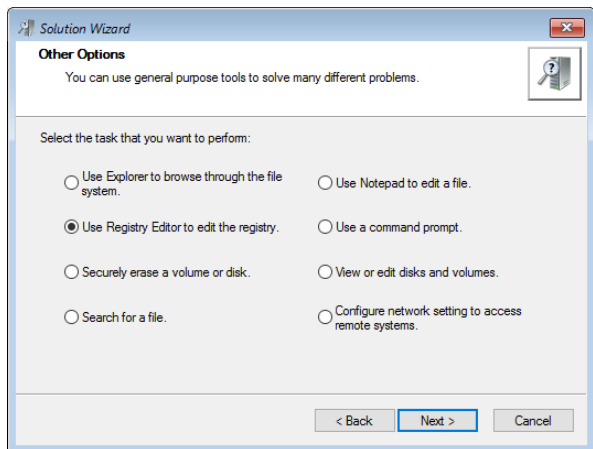 Solution Wizard
Other Options
You can use general purpose tools to solve many different problems.
Select the task that you want to perform:
Use Explorer to browse through the file
system.
Use Notepad to edit a file.
Use Registry Editor to edit the registry.
Use a command prompt.
Securely erase a volume or disk.
View or edit disks and volumes.
Search for a file.
Configure network setting to access
remote systems.
< Back
Next >
Cancel